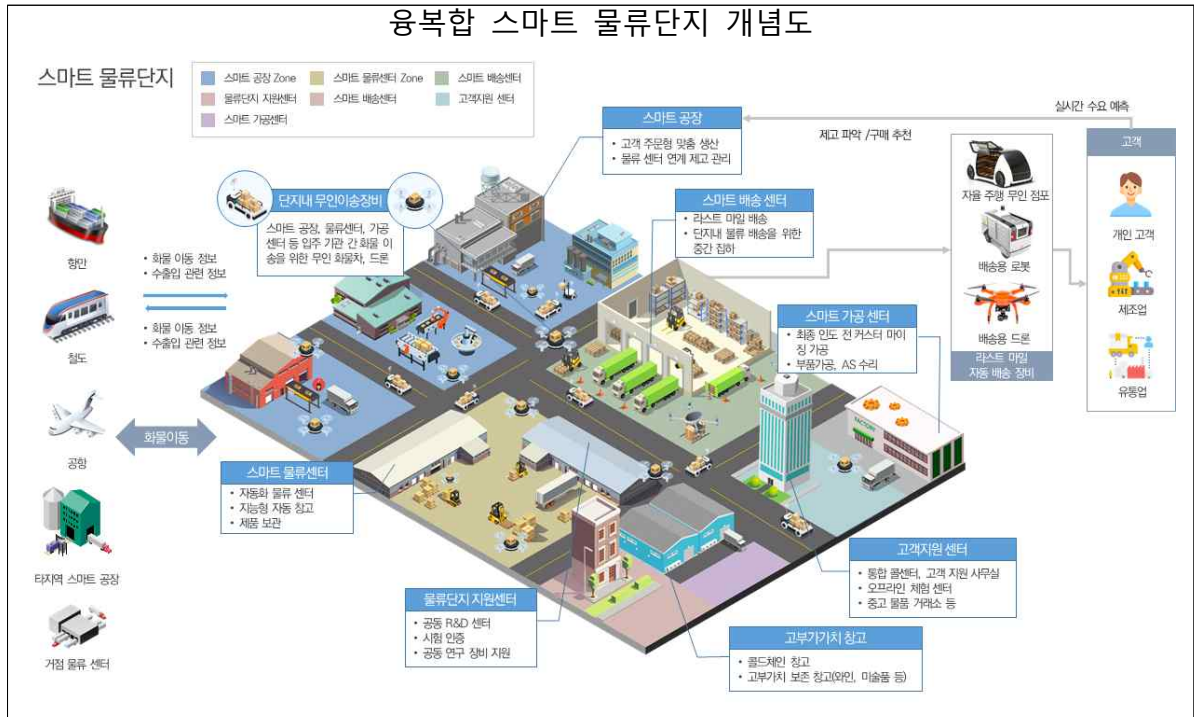 융복합 스마트 물류단지 개념도
스마트 물류단지
스마트 공장 Zone
스마트 물류센터 Zone
스마트 배송센터
물류단지 지원센터
스마트 배송센터
고객지원 센터
스마트 가공센터
항만
철도
공항
타지역 스마트 공장
거점 물류 센터
• 화물 이동 정보
• 수출입 관련 정보
• 화물 이동 정보
• 수출입 관련 정보
화물이동
단지내 무인이송장비
스마트 공장, 물류센터, 가공
센터 등 입주 기관 간 화물 이
송을 위한 무인 화물차, 드론
스마트 공장
• 고객 주문형 맞춤 생산
• 물류 센터 연계 제고 관리
스마트 배송 센터
• 라스트 마일 배송
• 단지내 물류 배송을 위한
중간 집하
스마트 가공 센터
• 최종 인도 전 커스터 마이
징 가공
• 부품가공, AS 수리
FACTORY
스마트 물류센터
• 자동화 물류 센터
• 지능형 자동 창고
• 제품 보관
물류단지 지원센터
• 공동 R&D 센터
• 시험 인증
• 공동 연구 장비 지원
고객지원 센터
• 통합 콜센터, 고객 지원 사무실
• 오프라인 체험 센터
• 중고 물품 거래소 등
고부가가치 창고
• 콜드체인 창고
• 고부가치 보존 창고(와인, 미술품 등)
실시간 수요 예측
제고 파악 /구매 추천
자율 주행 무인 점포
배송용 로봇
배송용 드론
라스트 마일
자동 배송 장비
고객
개인 고객
제조업
유통업